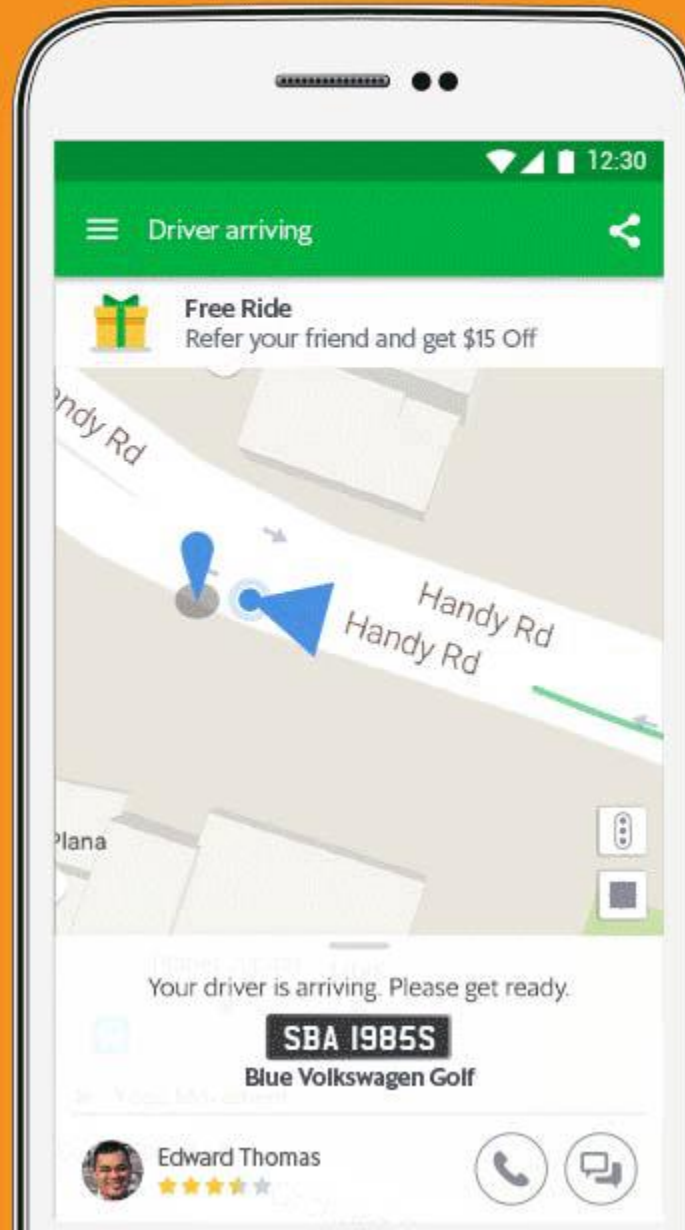 12:30
Driver arriving
Free Ride
Refer your friend and get $15 Off
ndy Rd
Handy Rd
Handy Rd
Plana
Your driver is arriving. Please get ready.
SBA 1985S
Blue Volkswagen Golf
Edward Thomas